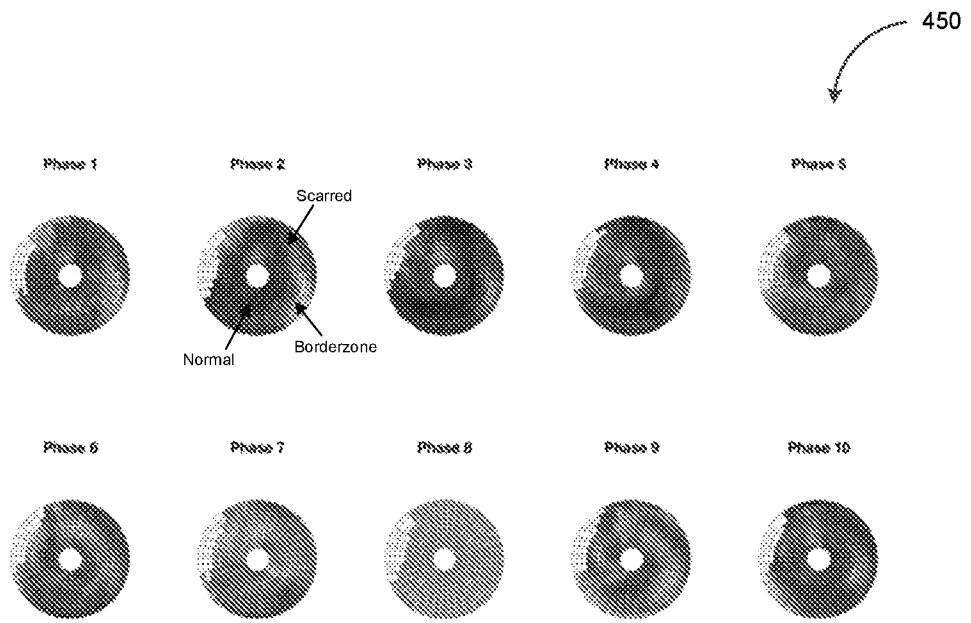 450
Phase 1 Phase 2 Phase 3 Phase 4 Phase 5
Scarred
Normal
Borderzone
Phase 6 Phase 7 Phase 8 Phase 9 Phase 10